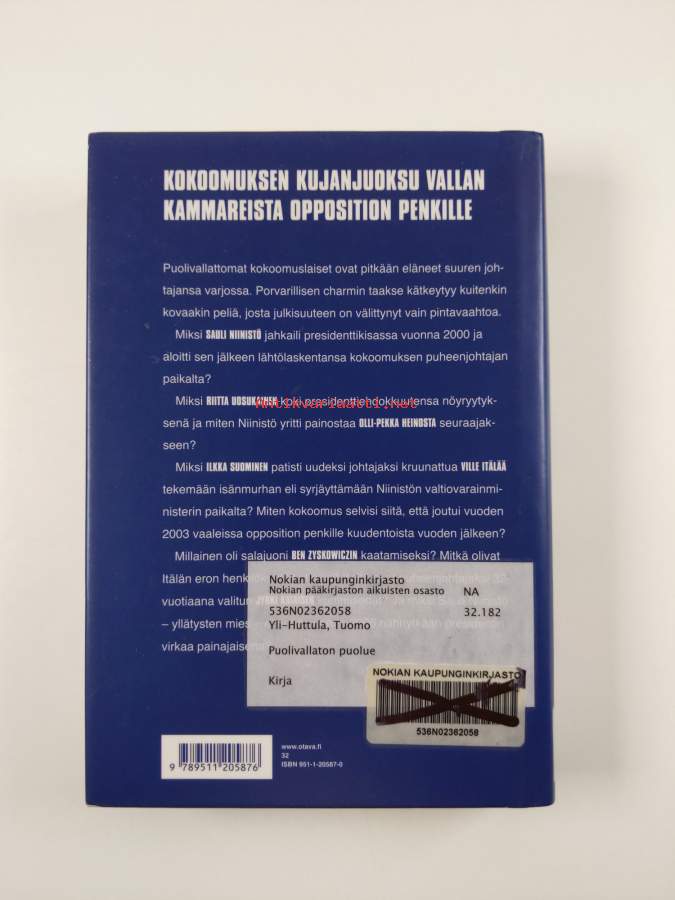 KOKOOMUKSEN KUJANJUOKSU VALLAN
KAMMAREISTA OPPOSITION PENKILLE
Puolivallattomat kokoomuslaiset ovat pitkään eläneet suuren joh-
tajansa varjossa. Porvarillisen charmin taakse kätkeytyy kuitenkin
kovaakin peliä, josta julkisuuteen on välittynyt vain pintavaahtoa.
Miksi SAULI NIINISTÖ jahkaili presidenttikisassa vuonna 2000 ja
aloitti sen jälkeen lähtölaskentansa kokoomuksen puheenjohtajan
paikalta?
Miksi RIITTA UOSUKAINEN koki presidenttiehdokkuutensa nöyryytyk-
Antikvariaatti.net
senä ja miten Niinistö yritti painostaa OLLI-PEKKA HEINOSTA seuraajak-
seen?
Miksi ILKKA SUOMINEN patisti uudeksi johtajaksi kruunattua VILLE ITÄLÄÄ
tekemään isänmurhan eli syrjäyttämään Niinistön valtiovarainmi-
nisterin paikalta? Miten kokoomus selvisi siitä, että joutui vuoden
2003 vaaleissa opposition penkille kuudentoista vuoden jälkeen?
Millainen oli salajuoni BEN ZYSKOWICZIN kaatamiseksi? Mitkä olivat
Itälän eron
vuotiaana valitun
– yllätysten mies
virkaa
Nokian kaupunginkirjasto
Nokian pääkirjaston aikuisten osasto NA
536N02362058 32.182
Yli-Huttula, Tuomo
Puolivallaton puolue
Kirja
NOKIAN KAUPUNGINKIRJASTO
536N02362058
www.otava.fi
32
ISBN 951-1-20587-0
9 789511 205876